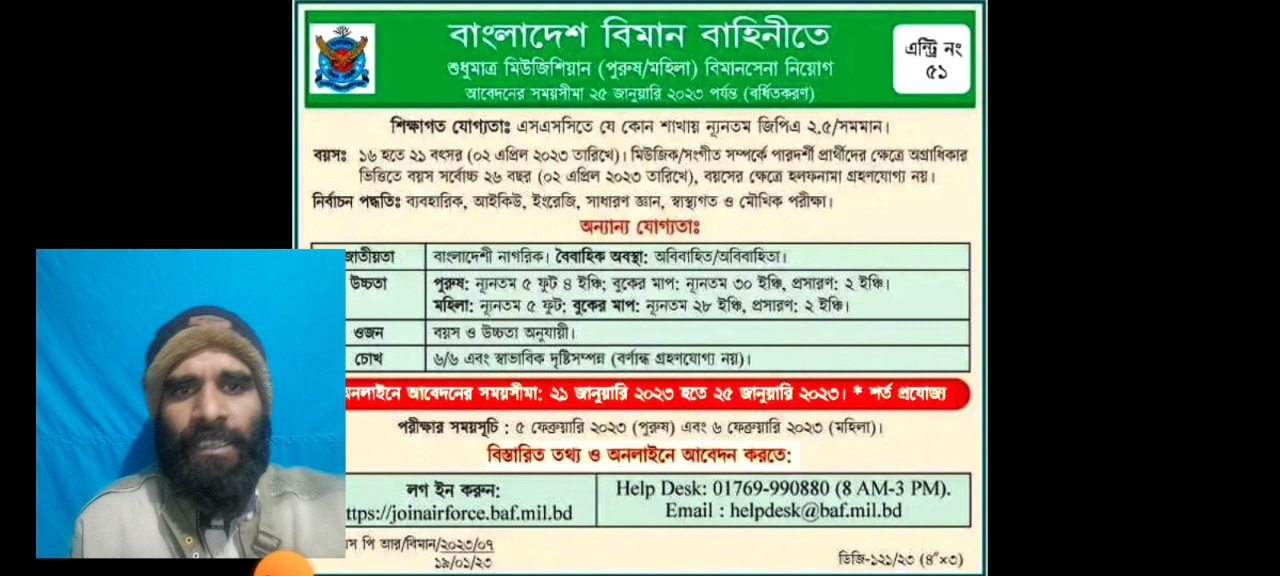 বাংলাদেশ বিমান বাহিনীতে
শুধুমাত্র মিউজিশিয়ান (পুরুষ/মহিলা) বিমানসেনা নিয়োগ
আবেদনের সময়সীমা ২৫ জানুয়ারি ২০২৩ পর্যন্ত (বর্ধিতকরণ)
এন্ট্রি নং
৫১
শিক্ষাগত যোগ্যতাঃ এসএসসিতে যে কোন শাখায় ন্যূনতম জিপিএ ২.৫/সমমান।
বয়সঃ ১৬ হতে ২১ বৎসর (০২ এপ্রিল ২০২৩ তারিখে)। মিউজিক/সংগীত সম্পর্কে পারদর্শী প্রার্থীদের ক্ষেত্রে অগ্রাধিকার
ভিত্তিতে বয়স সর্বোচ্চ ২৬ বছর (০২ এপ্রিল ২০২৩ তারিখে), বয়সের ক্ষেত্রে হলফনামা গ্রহণযোগ্য নয়।
নির্বাচন পদ্ধতিঃ ব্যবহারিক, আইকিউ, ইংরেজি, সাধারণ জ্ঞান, স্বাস্থ্যগত ও মৌখিক পরীক্ষা।
অন্যান্য যোগ্যতাঃ
জাতীয়তা বাংলাদেশী নাগরিক। বৈবাহিক অবস্থা: অবিবাহিত/অবিবাহিতা।
উচ্চতা পুরুষ: ন্যূনতম ৫ ফুট ৪ ইঞ্চি; বুকের মাপ: ন্যূনতম ৩০ ইঞ্চি, প্রসারণ: ২ ইঞ্চি।
মহিলা: ন্যূনতম ৫ ফুট; বুকের মাপ: ন্যূনতম ২৮ ইঞ্চি, প্রসারণ: ২ ইঞ্চি।
ওজন বয়স ও উচ্চতা অনুযায়ী।
চোখ ৬/৬ এবং স্বাভাবিক দৃষ্টিসম্পন্ন (বর্ণান্ধ গ্রহণযোগ্য নয়)।
নলাইনে আবেদনের সময়সীমা: ২১ জানুয়ারি ২০২৩ হতে ২৫ জানুয়ারি ২০২৩। * শর্ত প্রযোজ্য
পরীক্ষার সময়সূচি : ৫ ফেব্রুয়ারি ২০২৩ (পুরুষ) এবং ৬ ফেব্রুয়ারি ২০২৩ (মহিলা)।
বিস্তারিত তথ্য ও অনলাইনে আবেদন করতে:
লগ ইন করুন:
ttps://joinairforce.baf.mil.bd
Help Desk: 01769-990880 (8 AM-3 PM).
Email : helpdesk@baf.mil.bd
স পি আর/বিমান/২০২৩/০৭
১৯/০১/২৩
ডিজি-১২১/২৩ (৪"×৩)